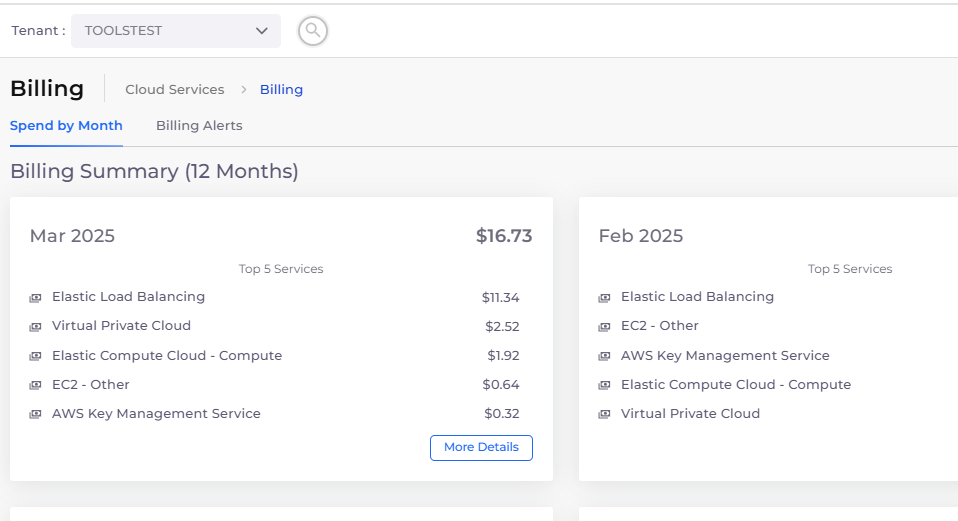 Tenant : TOOLSTEST
Billing Cloud Services > Billing
Spend by Month Billing Alerts
Billing Summary (12 Months)
Mar 2025 $16.73
Top 5 Services
Elastic Load Balancing $11.34
Virtual Private Cloud $2.52
Elastic Compute Cloud - Compute $1.92
EC2 - Other $0.64
AWS Key Management Service $0.32
More Details
Feb 2025
Top 5 Services
Elastic Load Balancing
EC2 - Other
AWS Key Management Service
Elastic Compute Cloud - Compute
Virtual Private Cloud